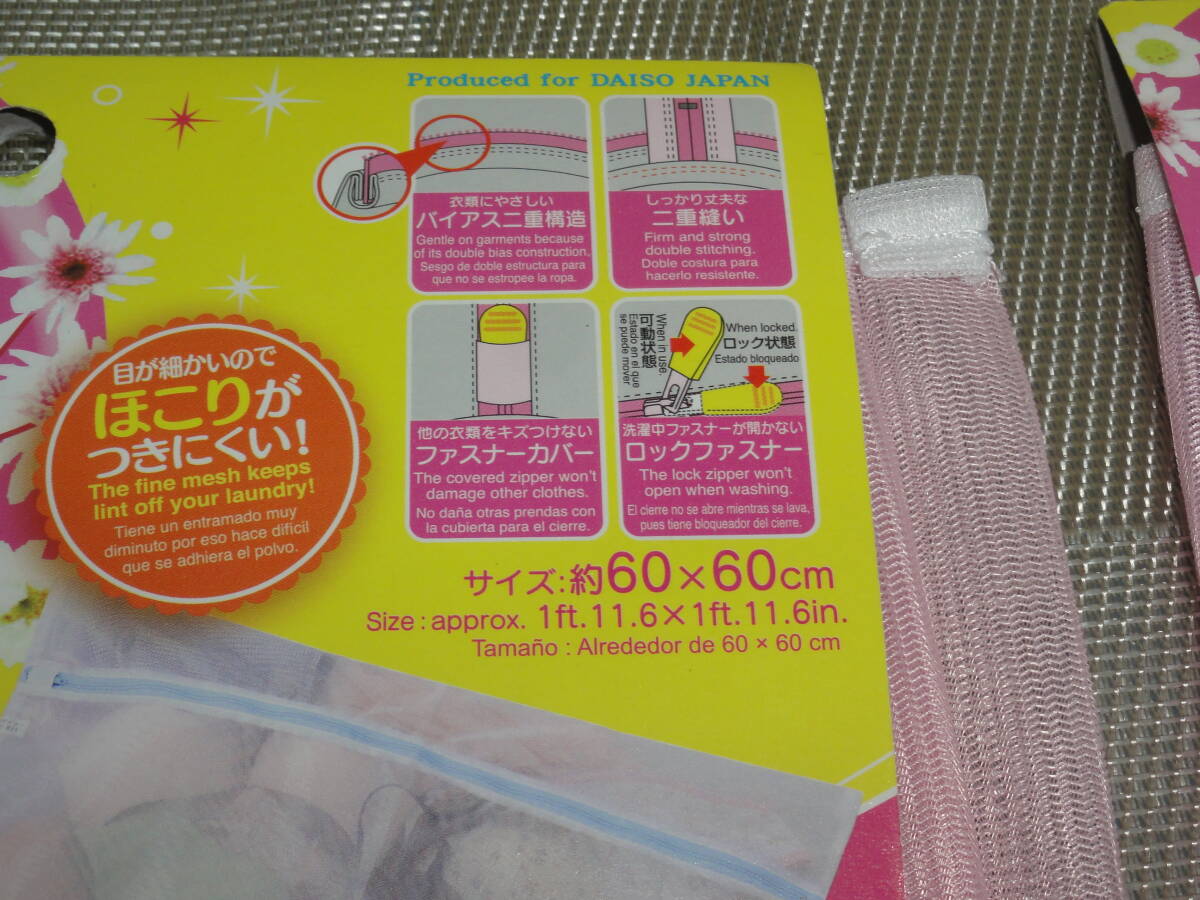 Produced for DAISO JAPAN
衣類にやさしい
バイアス二重構造
Gentle on garments because
of its double bias construction.
Sesgo de doble estructura para
que no se estropee la ropa.
しっかり丈夫な
二重縫い
Firm and strong
double stitching.
Doble costura para
hacerlo resistente.
他の衣類をキズつけない
ファスナーカバー
The covered zipper won't
damage other clothes.
No daña otras prendas con
la cubierta para el cierre.
When in use.
可動状態
Estado en el que
se puede mover
When locked.
ロック状態
Estado bloqueado
洗濯中ファスナーが開かない
ロックファスナー
The lock zipper won't
open when washing.
El cierre no se abre mientras se lava,
pues tiene bloqueador del cierre.
目が細かいので
ほこりが
つきにくい!
The fine mesh keeps
lint off your laundry!
Tiene un entramado muy
diminuto por eso hace difícil
que se adhiera el polvo.
サイズ:約60×60cm
Size : approx. 1ft.11.6×1ft.11.6in.
Tamaño : Alrededor de 60 × 60 cm